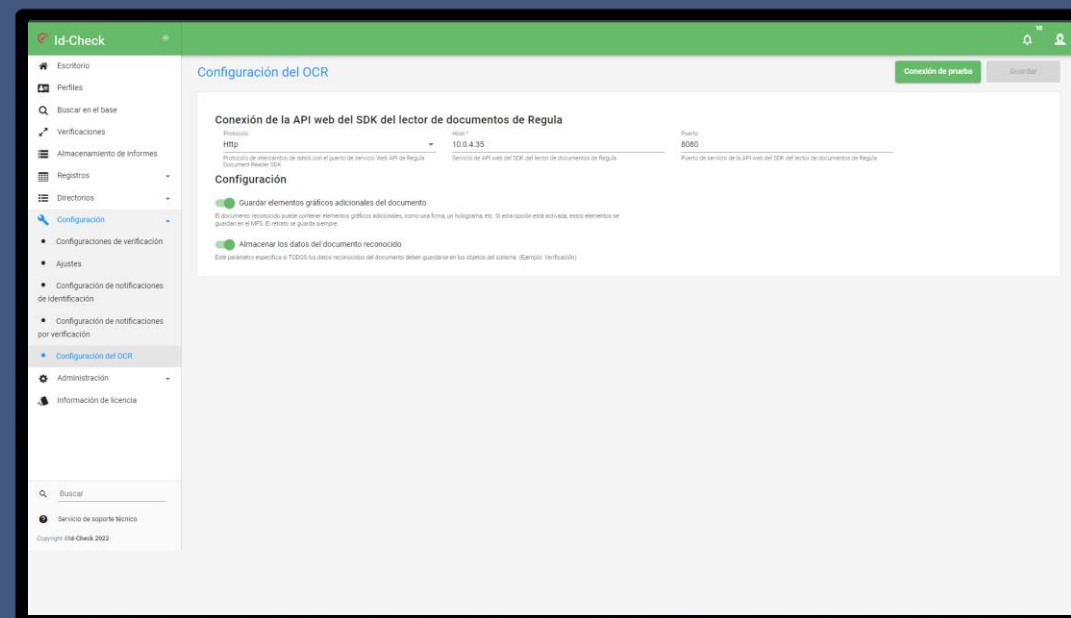 Id-Check
10
Escritorio
Perfiles
Buscar en el base
Verificaciones
Almacenamiento de Informes
Registros
Directorios
Configuración
Configuraciones de verificación
Ajustes
Configuración de notificaciones
de identificación
Configuración de notificaciones
por verificación
Configuración del OCR
Administración
Información de licencia
Buscar
Servicio de soporte técnico
Copyright ©Id-Check 2022
Configuración del OCR
Conexión de prueba
Guardar
Conexión de la API web del SDK del lector de documentos de Regula
Protocolo
Http
Protocolo de intercambio de datos con el puerto de servicio Web API de Regula
Document Reader SDK
Host *
10.0.4.35
Servicio de API web del SDK del lector de documentos de Regula
Puerto
8080
Puerto de servicio de la API web del SDK del lector de documentos de Regula
Configuración
Guardar elementos gráficos adicionales del documento
El documento reconocido puede contener elementos gráficos adicionales, como una firma, un holograma, etc. Si esta opción está activada, estos elementos se
guardan en el MPS. El retrato se guarda siempre.
Almacenar los datos del documento reconocido
Este parámetro especifica si TODOS los datos reconocidos del documento deben guardarse en los objetos del sistema. (Ejemplo: Verificación)